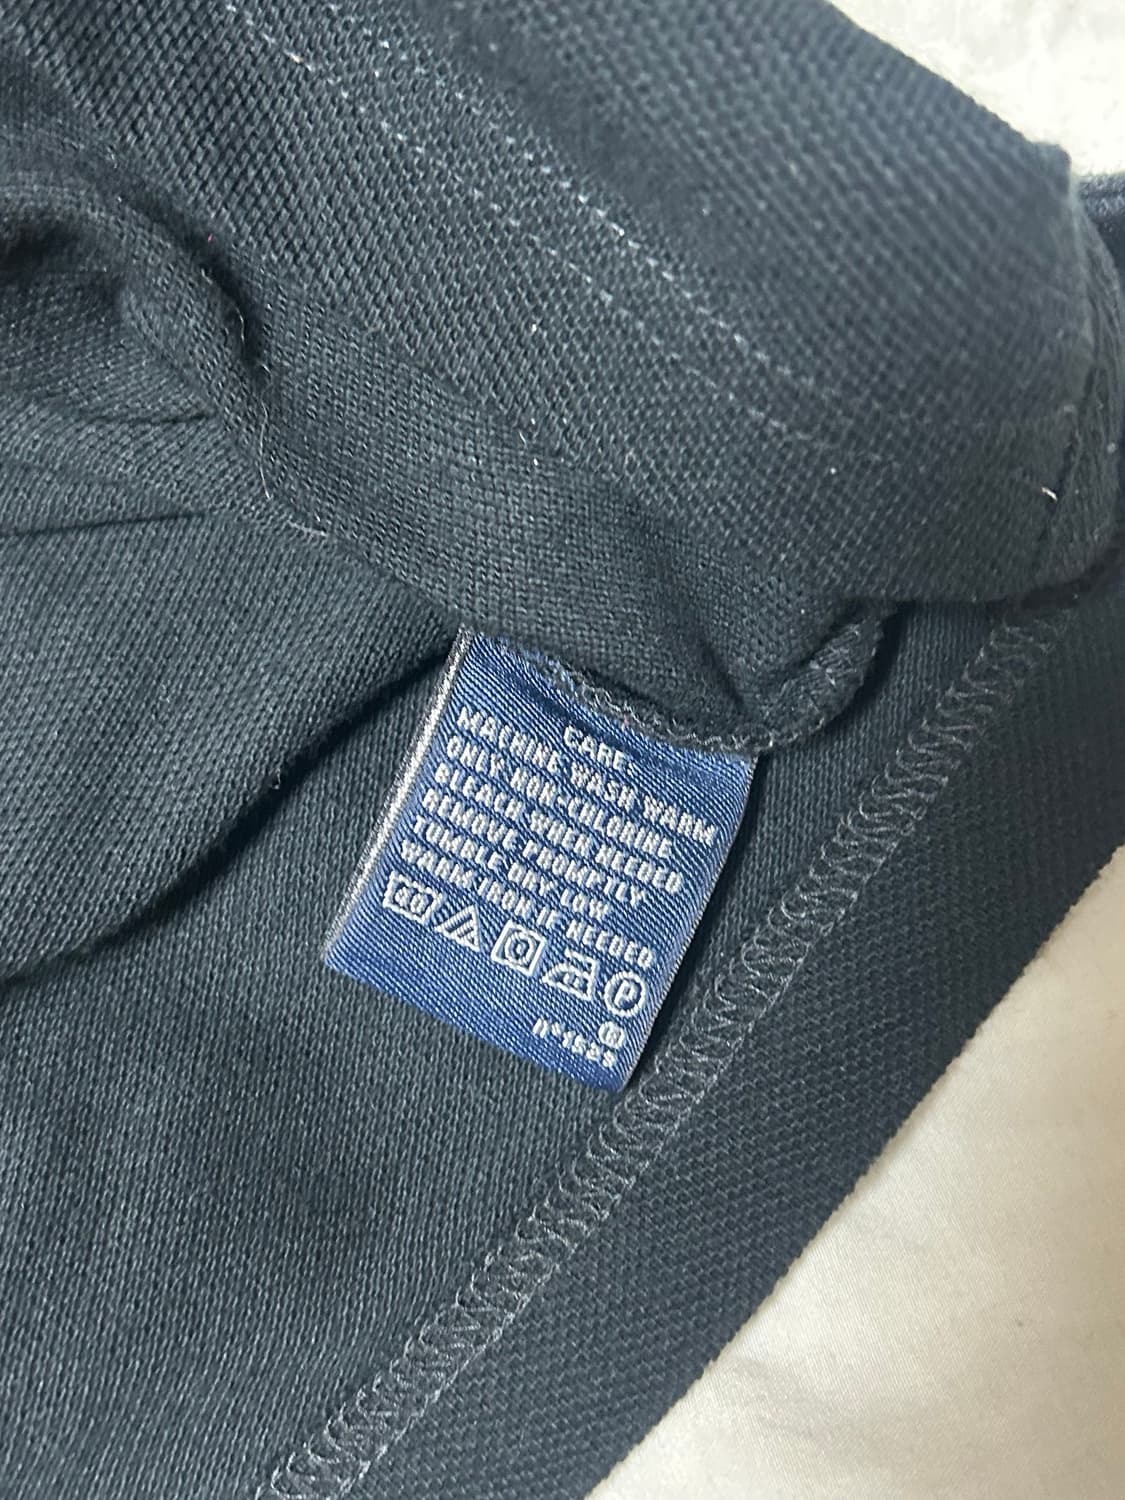 CARE:
MACHINE WASH WARM
ONLY NON-CHLORINE
BLEACH WHEN NEEDED
REMOVE PROMPTLY
TUMBLE DRY LOW
WARM IRON IF NEEDED.
P